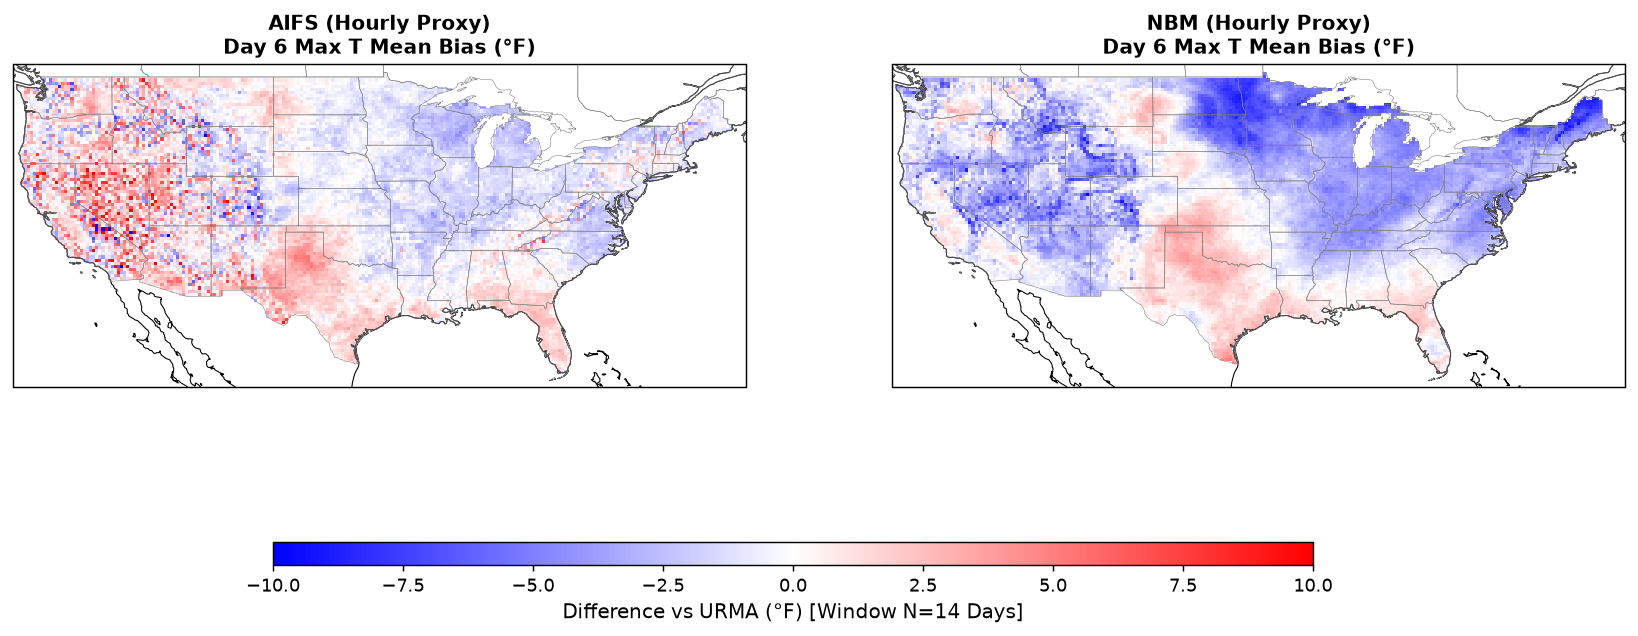 AIFS (Hourly Proxy)
Day 6 Max T Mean Bias (°F)
NBM (Hourly Proxy)
Day 6 Max T Mean Bias (°F)
−10.0 −7.5 −5.0 −2.5 0.0 2.5 5.0 7.5 10.0
Difference vs URMA (°F) [Window N=14 Days]